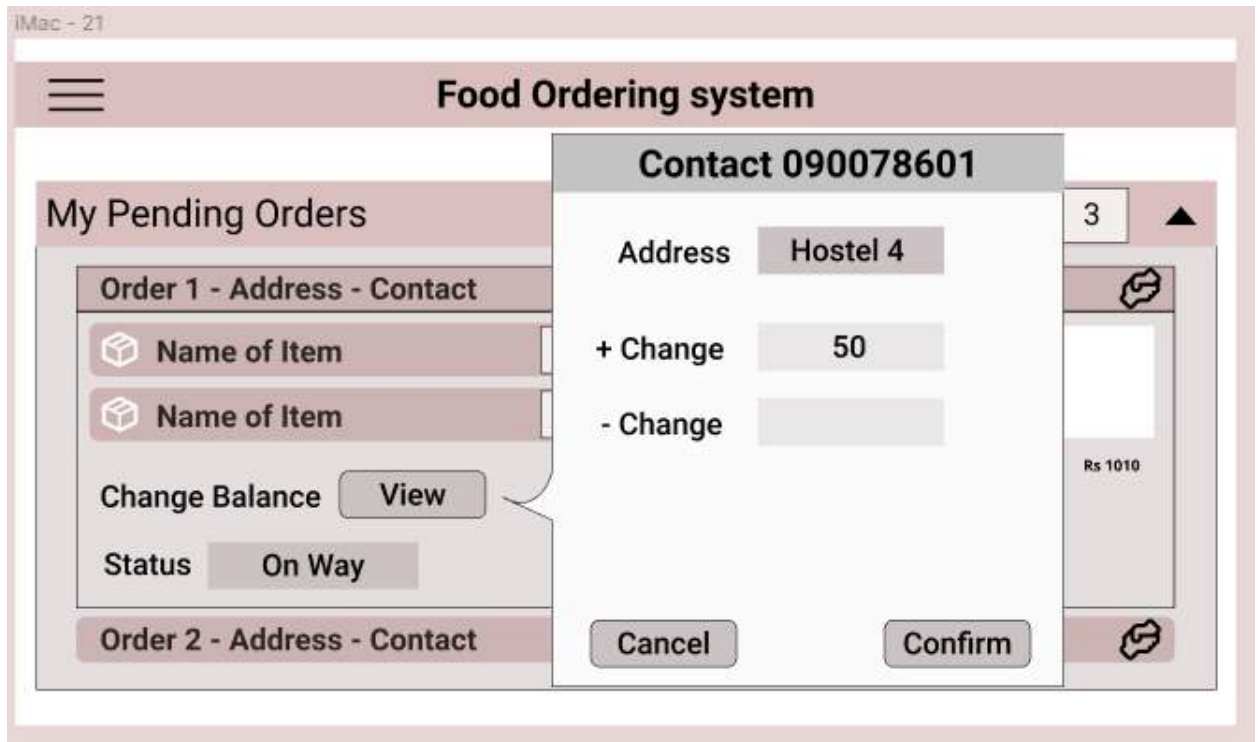 iMac - 21
Food Ordering system
Contact 090078601
My Pending Orders
3
Address Hostel 4
Order 1 - Address - Contact
Name of Item
+ Change 50
Name of Item
- Change
Rs 1010
Change Balance View
Status On Way
Cancel Confirm
Order 2 - Address - Contact